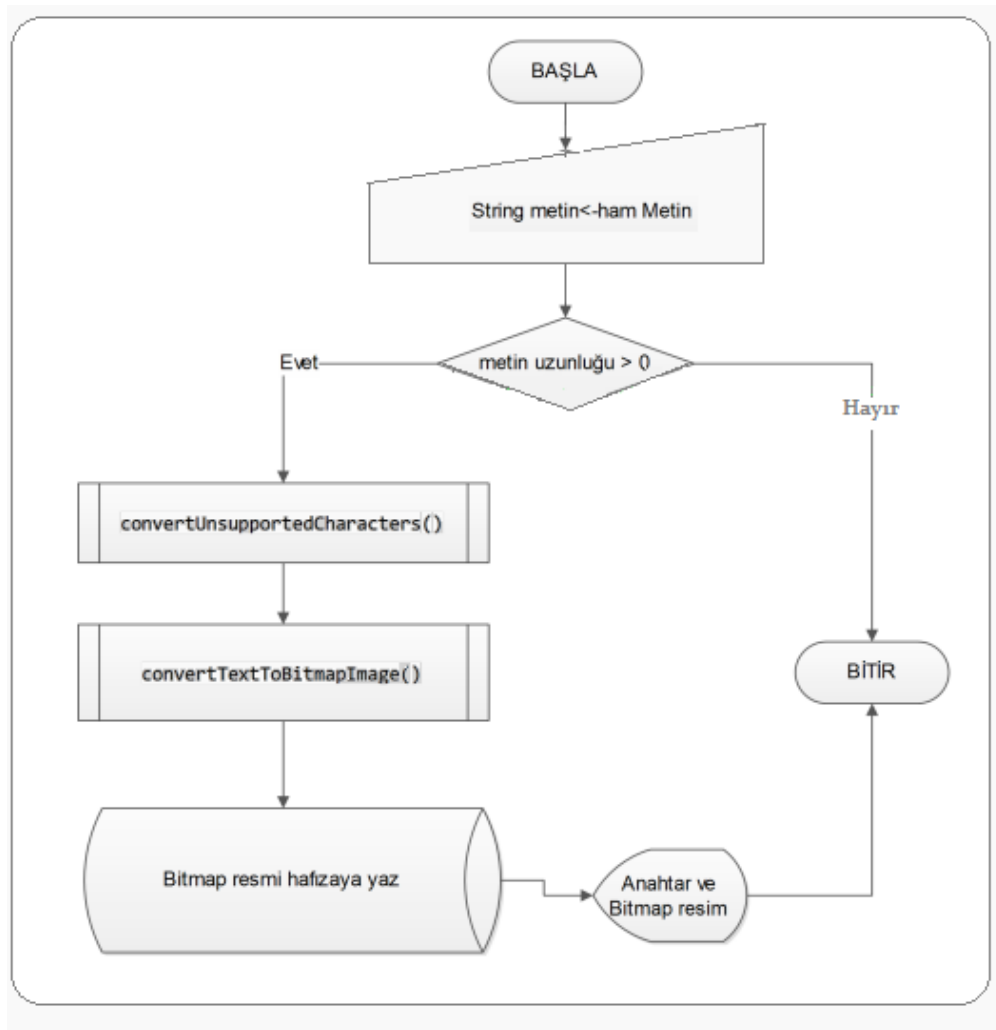 BAŞLA
String metin<-ham Metin
metin uzunluğu > 0
Evet
Hayır
convertUnsupportedCharacters()
convertTextToBitmapImage()
BİTİR
Bitmap resmi hafızaya yaz
Anahtar ve
Bitmap resim